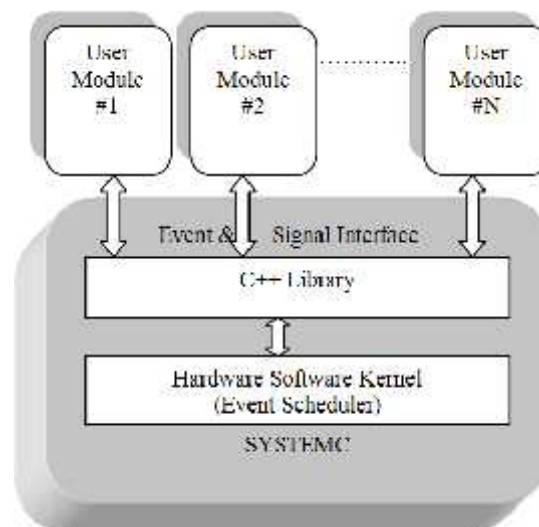 User
Module
#1
User
Module
#2
User
Module
#N
Event & Signal Interface
C++ Library
Hardware Software Kernel
(Event Scheduler)
SYSTEMC